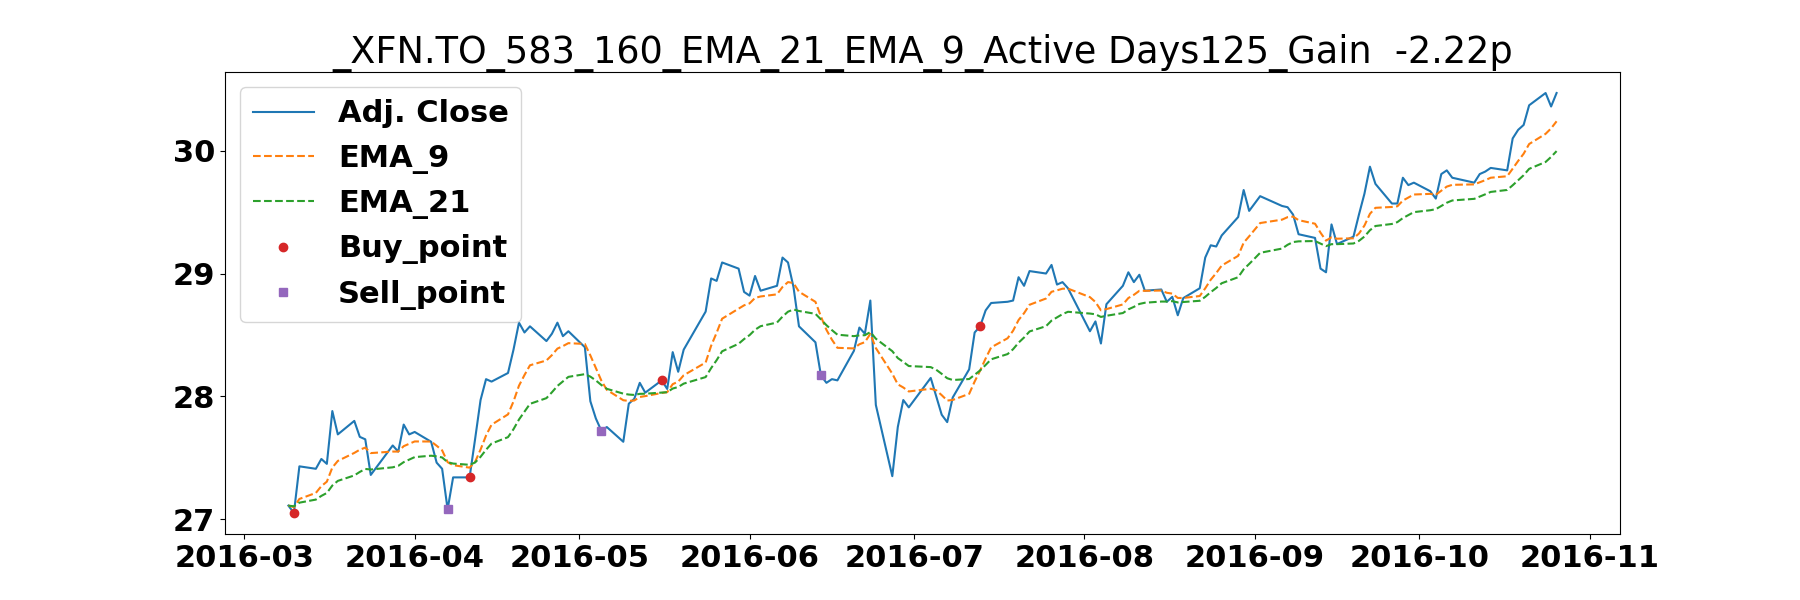 _XFN.TO_583_160_EMA_21_EMA_9_Active Days125_Gain  -2.22p
Adj. Close
EMA_9
EMA_21
Buy_point
Sell_point
30
29
28
27
2016-03 2016-04 2016-05 2016-06 2016-07 2016-08 2016-09 2016-10 2016-11